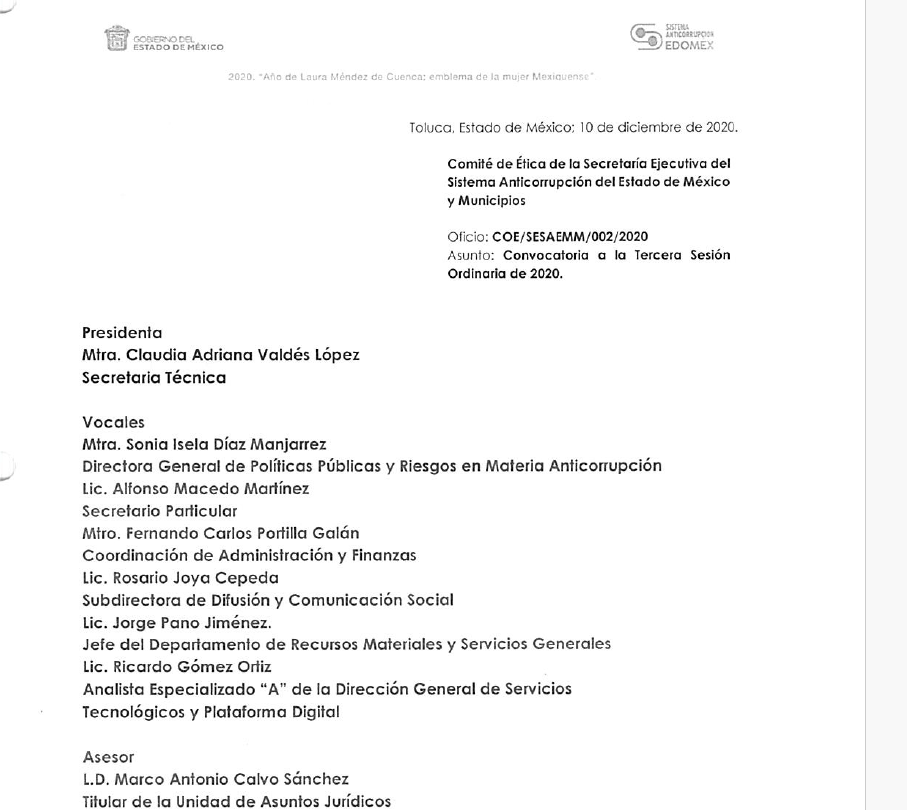 GOBIERNO DEL
ESTADO DE MÉXICO
SISTEMA
ANTICORRUPCIÓN
EDOMEX
2020. "Año de Laura Méndez de Cuenca; emblema de la mujer Mexiquense"
Toluca, Estado de México; 10 de diciembre de 2020.
Comité de Ética de la Secretaría Ejecutiva del
Sistema Anticorrupción del Estado de México
y Municipios
Oficio: COE/SESAEMM/002/2020
Asunto: Convocatoria a la Tercera Sesión
Ordinaria de 2020.
Presidenta
Mtra. Claudia Adriana Valdés López
Secretaria Técnica
Vocales
Mtra. Sonia Isela Díaz Manjarrez
Directora General de Políticas Públicas y Riesgos en Materia Anticorrupción
Lic. Alfonso Macedo Martínez
Secretario Particular
Mtro. Fernando Carlos Portilla Galán
Coordinación de Administración y Finanzas
Lic. Rosario Joya Cepeda
Subdirectora de Difusión y Comunicación Social
Lic. Jorge Pano Jiménez.
Jefe del Departamento de Recursos Materiales y Servicios Generales
Lic. Ricardo Gómez Ortiz
Analista Especializado "A" de la Dirección General de Servicios
Tecnológicos y Plataforma Digital
Asesor
L.D. Marco Antonio Calvo Sánchez
Titular de la Unidad de Asuntos Jurídicos